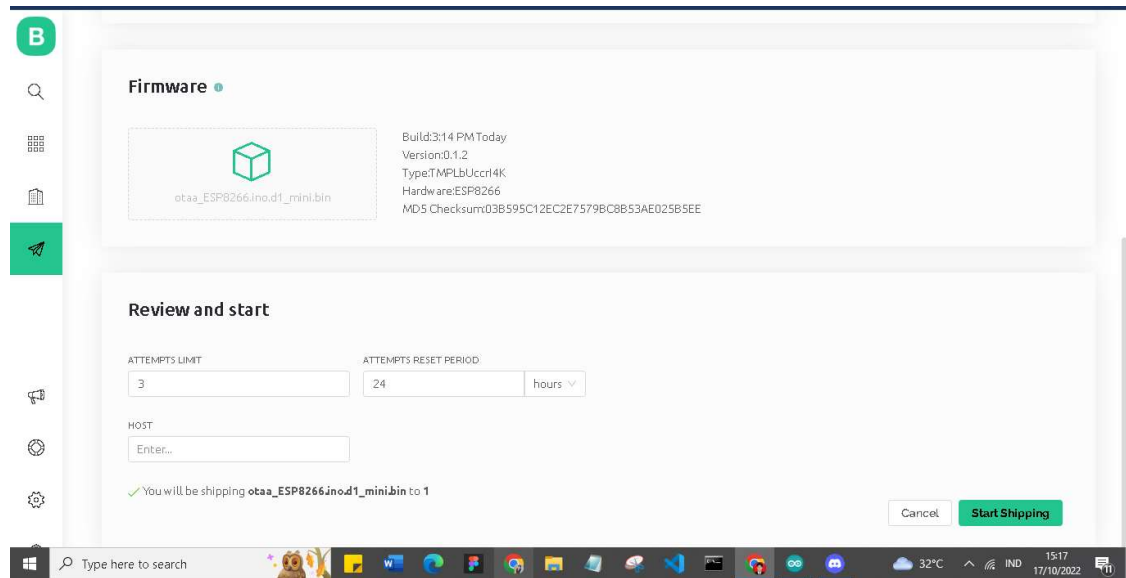 B
Firmware
otaa_ESP8266.ino.d1_mini.bin
Build:3:14 PM Today
Version:0.1.2
Type:TMPLbUccrI4K
Hardware:ESP8266
MD5 Checksum:03B595C12EC2E7579BC8B53AE025B5EE
Review and start
ATTEMPTS LIMIT
ATTEMPTS RESET PERIOD
3
24
hours
HOST
Enter...
You will be shipping otaa_ESP8266.ino.d1_mini.bin to 1
Cancel
Start Shipping
Type here to search
32°C
IND
15:17
17/10/2022